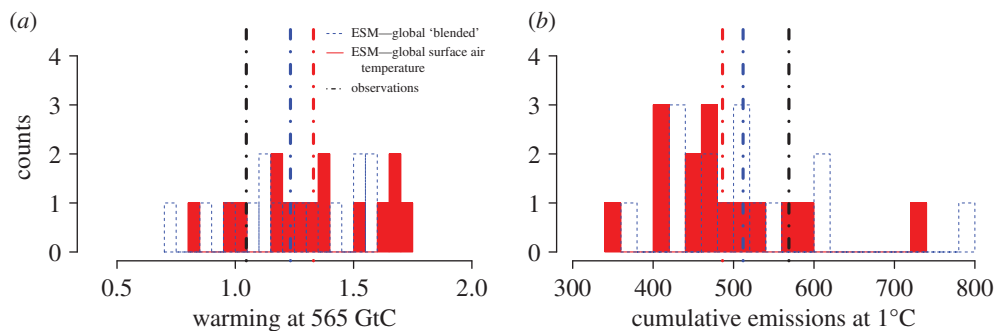 (a)
ESM—global ‘blended’
ESM—global surface air
temperature
observations
counts
4
3
2
1
0
0.5 1.0 1.5 2.0
warming at 565 GtC
(b)
4
3
2
1
0
300 400 500 600 700 800
cumulative emissions at 1°C